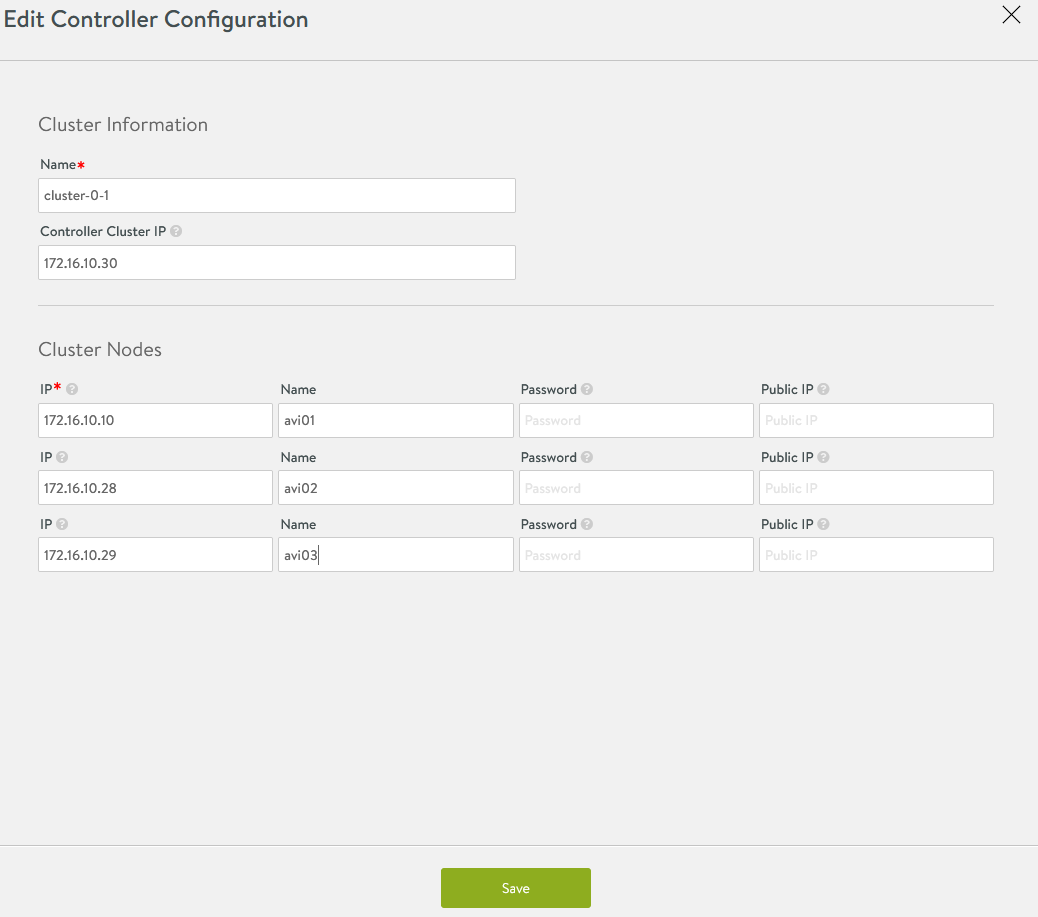 Edit Controller Configuration
Cluster Information
Name*
cluster-0-1
Controller Cluster IP ?
172.16.10.30
Cluster Nodes
IP* ? Name Password ? Public IP ?
172.16.10.10 avi01 Password Public IP
IP ? Name Password ? Public IP ?
172.16.10.28 avi02 Password Public IP
IP ? Name Password ? Public IP ?
172.16.10.29 avi03 Password Public IP
Save